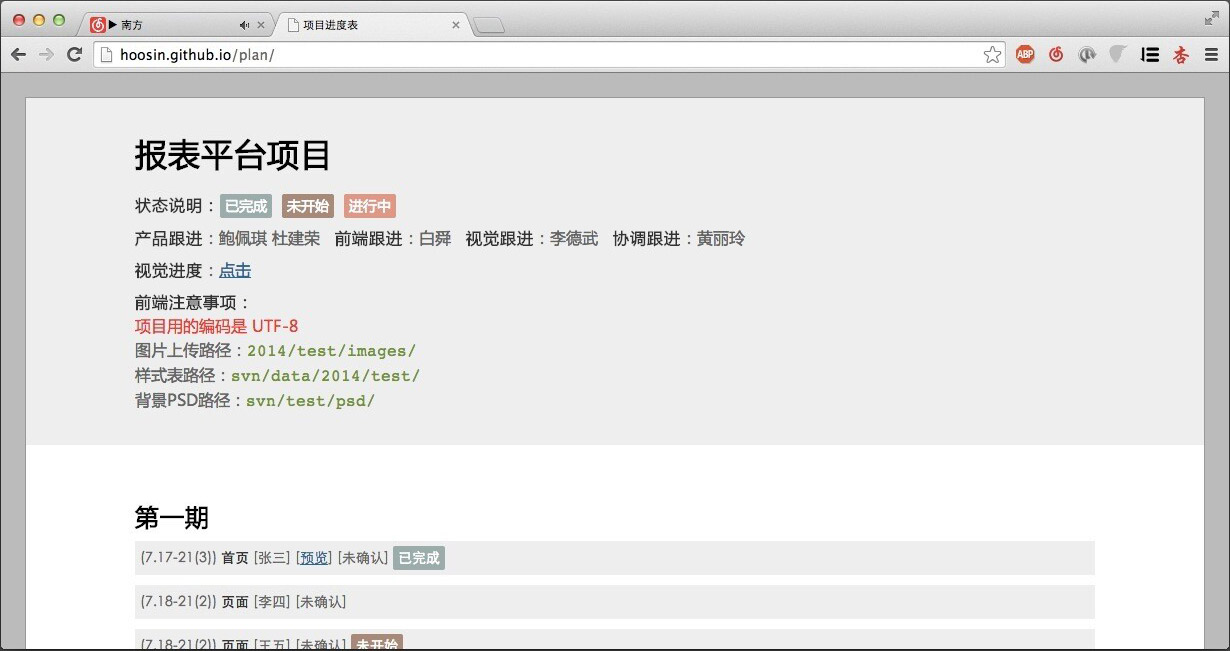 南方
项目进度表
hoosin.github.io/plan/
ABP
杏
报表平台项目
状态说明：已完成 未开始 进行中
产品跟进：鲍佩琪 杜建荣 前端跟进：白舜 视觉跟进：李德武 协调跟进：黄丽玲
视觉进度：点击
前端注意事项：
项目用的编码是 UTF-8
图片上传路径：2014/test/images/
样式表路径：svn/data/2014/test/
背景PSD路径：svn/test/psd/
第一期
(7.17-21(3)) 首页 [张三] [预览] [未确认] 已完成
(7.18-21(2)) 页面 [李四] [未确认]
(7.18-21(2)) 页面 [王五] [未确认] 未开始